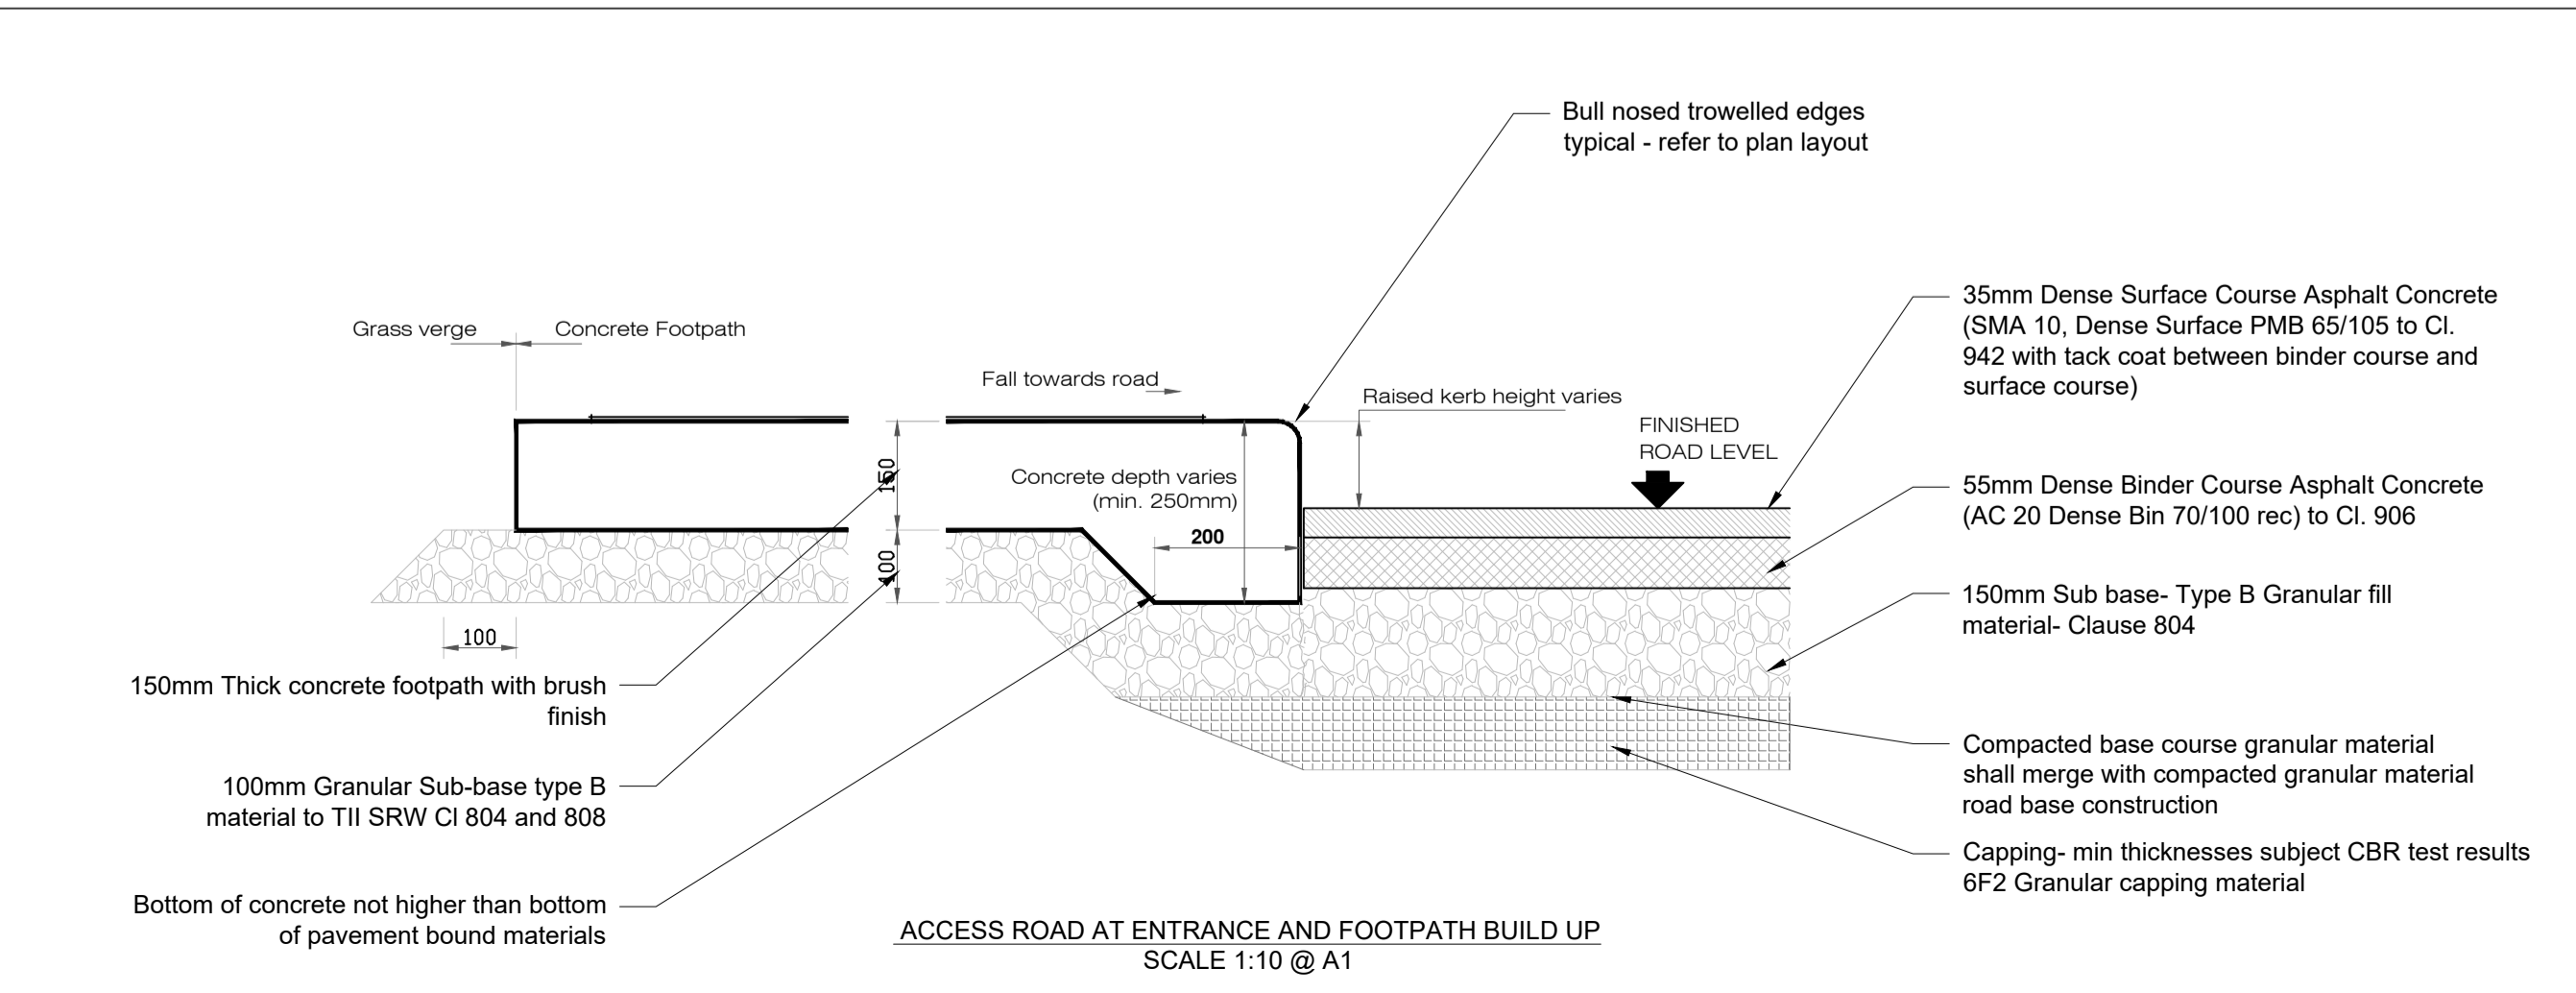 Bull nosed trowelled edges
typical - refer to plan layout
35mm Dense Surface Course Asphalt Concrete
(SMA 10, Dense Surface PMB 65/105 to Cl.
942 with tack coat between binder course and
surface course)
Grass verge
Concrete Footpath
Fall towards road
Raised kerb height varies
FINISHED
ROAD LEVEL
150
Concrete depth varies
(min. 250mm)
55mm Dense Binder Course Asphalt Concrete
(AC 20 Dense Bin 70/100 rec) to Cl. 906
200
100
150mm Sub base- Type B Granular fill
material- Clause 804
100
150mm Thick concrete footpath with brush
finish
Compacted base course granular material
shall merge with compacted granular material
road base construction
100mm Granular Sub-base type B
material to TII SRW Cl 804 and 808
Capping- min thicknesses subject CBR test results
6F2 Granular capping material
Bottom of concrete not higher than bottom
of pavement bound materials
ACCESS ROAD AT ENTRANCE AND FOOTPATH BUILD UP
SCALE 1:10 @ A1